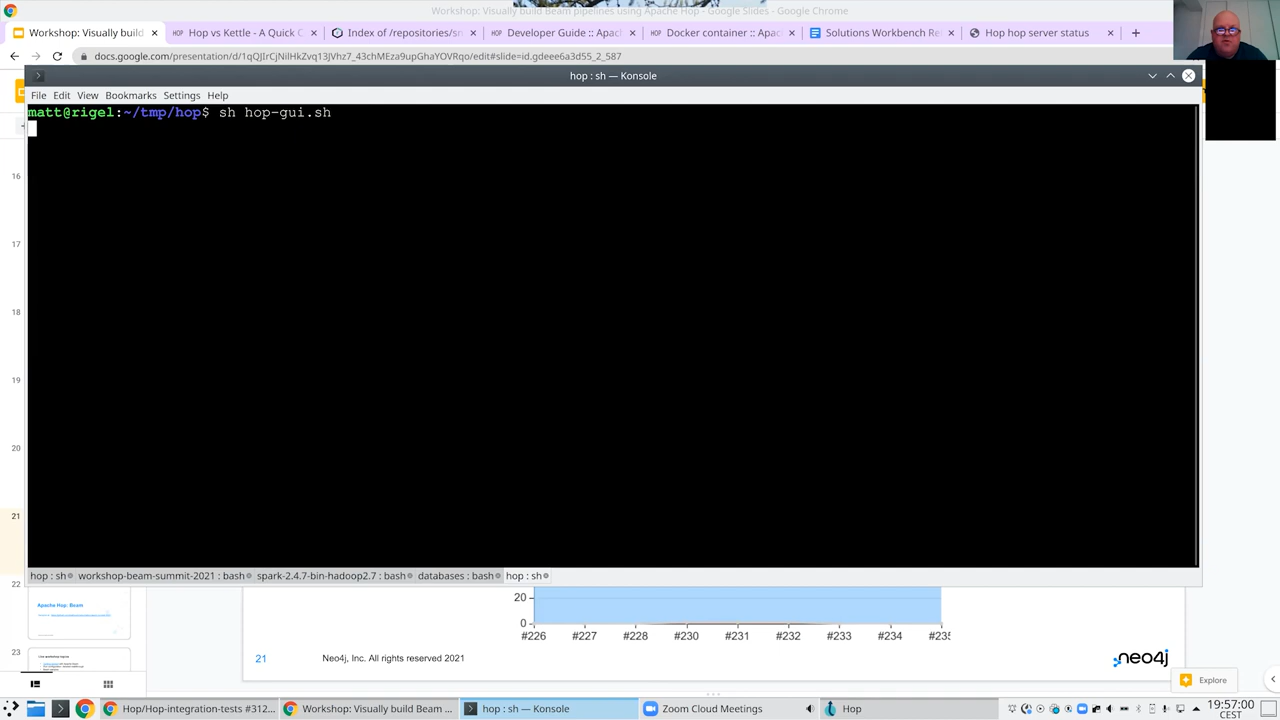 Workshop: Visually build Beam pipelines using Apache Hop - Google Slides - Google Chrome
Workshop: Visually build
Hop vs Kettle - A Quick C
Index of /repositories/sn
Developer Guide :: Apac
Docker container :: Apac
Solutions Workbench Re
Hop hop server status
docs.google.com/presentation/d/1qQJIrCjNilHkZvq13JVhz7_43chMEza9upGhaYOVRqo/edit#slide=id.gdeee6a3d55_2_587
hop : sh — Konsole
File Edit View Bookmarks Settings Help
matt@rigel:~/tmp/hop$ sh hop-gui.sh
16
17
18
19
20
21
22
23
hop : sh
workshop-beam-summit-2021 : bash
spark-2.4.7-bin-hadoop2.7 : bash
databases : bash
hop : sh
Apache Hop: Beam
20
0
#226 #227 #228 #230 #231 #232 #233 #234 #235
21
neo4j, Inc. All rights reserved 2021
neo4j
Explore
Hop/Hop-integration-tests #312...
Workshop: Visually build Beam ...
hop : sh — Konsole
Zoom Cloud Meetings
Hop
19:57:00
CEST